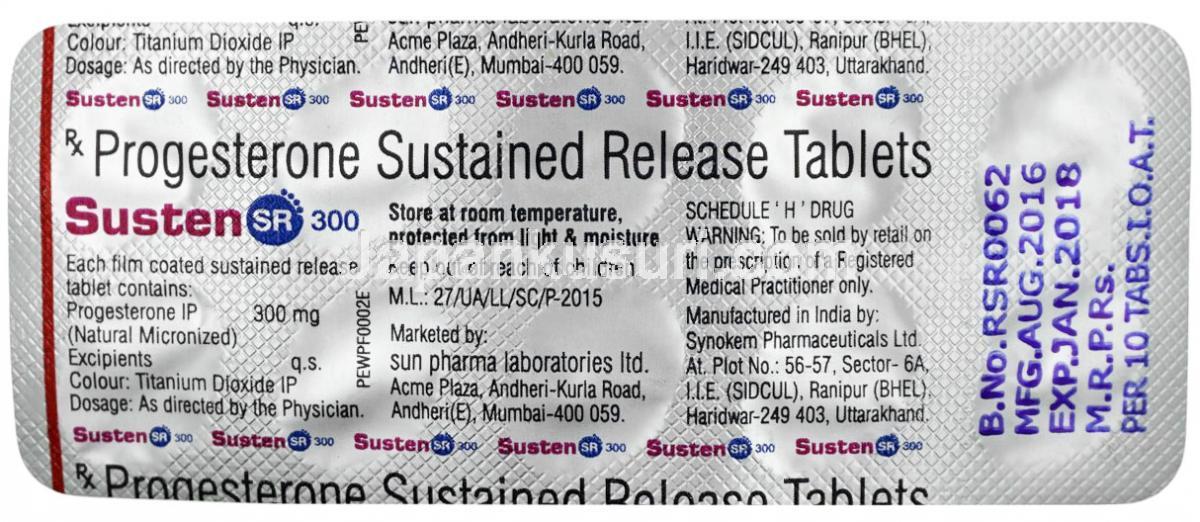 Colour: Titanium Dioxide IP
Dosage: As directed by the Physician.
Acme Plaza, Andheri-Kurla Road,
Andheri(E), Mumbai-400 059.
I.I.E. (SIDCUL), Ranipur (BHEL),
Haridwar-249 403, Uttarakhand.
Susten SR 300 Susten SR 300 Susten SR 300 Susten SR 300 Susten SR 300 Susten SR 300
Rx Progesterone Sustained Release Tablets
Susten SR 300
Each film coated sustained release
tablet contains:
Progesterone IP 300 mg
(Natural Micronized)
Excipients q.s.
Colour: Titanium Dioxide IP
Dosage: As directed by the Physician.
PEWPF0002E
Store at room temperature,
protected from light & moisture
Keep out of reach of children
M.L.: 27/UA/LL/SC/P-2015
Marketed by:
sun pharma laboratories ltd.
Acme Plaza, Andheri-Kurla Road,
Andheri(E), Mumbai-400 059.
SCHEDULE ' H ' DRUG
WARNING: To be sold by retail on
the prescription of a Registered
Medical Practitioner only.
Manufactured in India by:
Synokem Pharmaceuticals Ltd.
At. Plot No.: 56-57, Sector- 6A,
I.I.E. (SIDCUL), Ranipur (BHEL),
Haridwar-249 403, Uttarakhand.
B.No.RSR0062
MFG.AUG.2016
EXP.JAN.2018
M.R.P.Rs.
PER 10 TABS.I.O.A.T.
Susten SR 300 Susten SR 300 Susten SR 300 Susten SR 300 Susten SR 300 Susten SR 300
Rx Progesterone Sustained Release Tablets